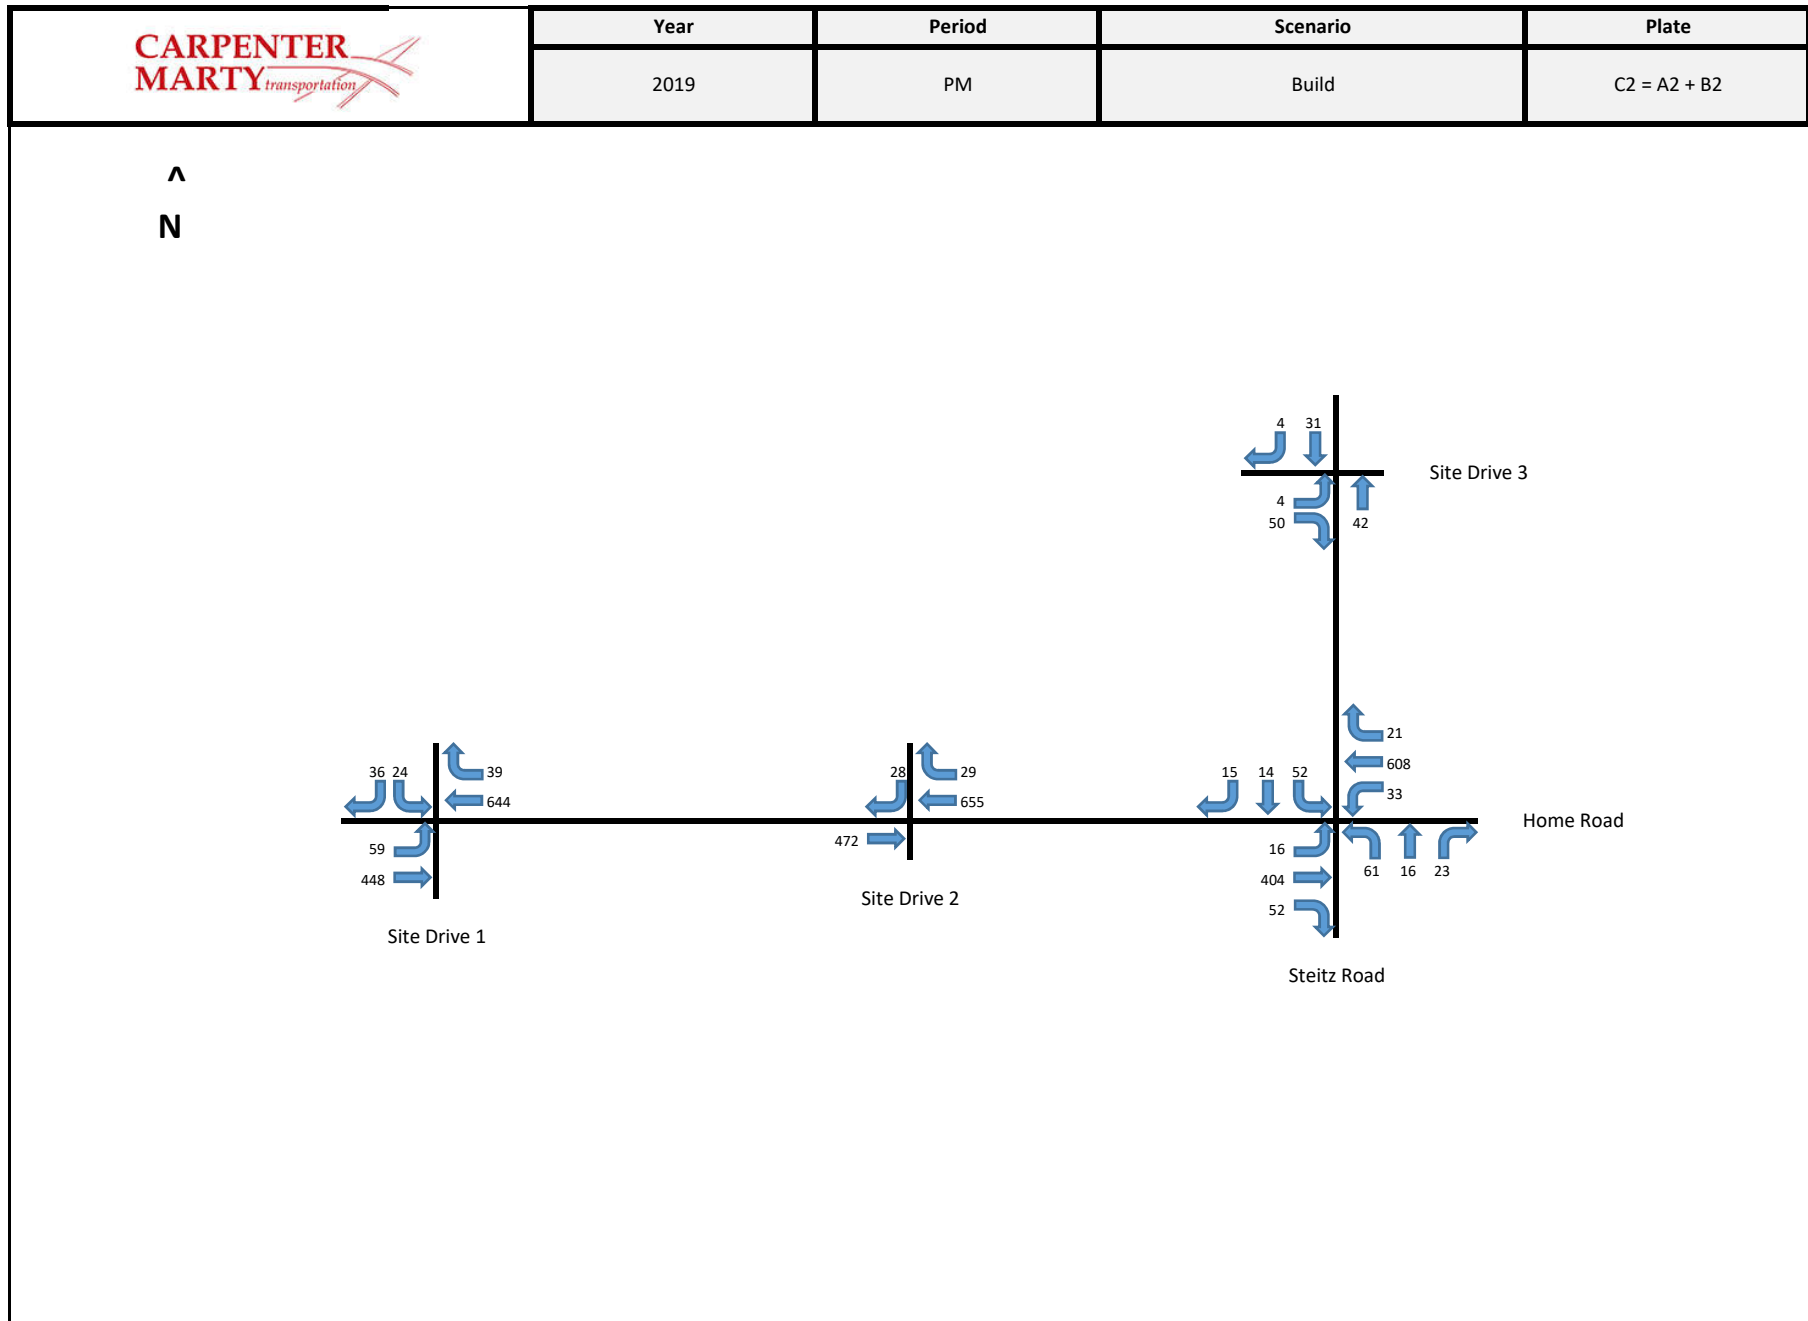 CARPENTER
MARTY transportation
Year Period Scenario Plate
2019 PM Build C2 = A2 + B2
^
N
4 31
Site Drive 3
4
50 42
21
608
33
36 24 39
644
28 29
655
15 14 52
Home Road
59
448
472
16
404
52
61 16 23
Site Drive 2
Site Drive 1
Steitz Road